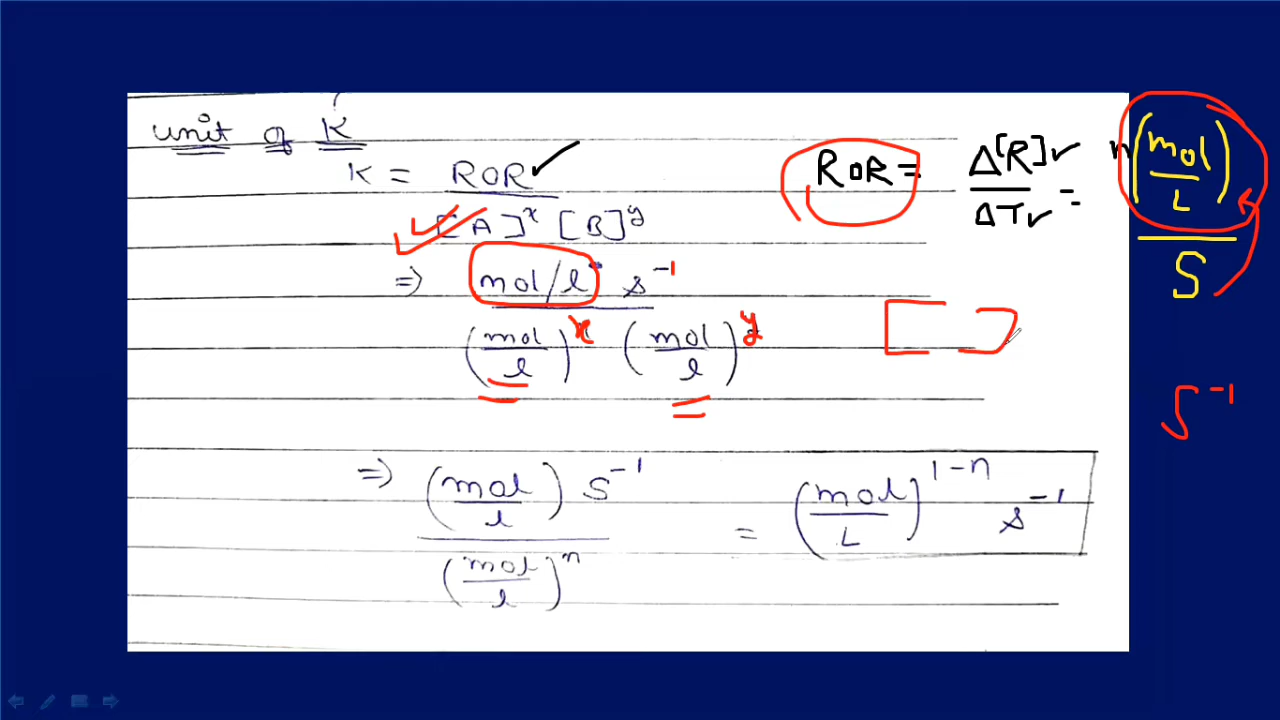 unit of K
K = ROR / [A]^x [B]^y
ROR = Δ[R] / ΔT = (mol/L) / S
⇒ mol/l s^-1 / (mol/l)^x (mol/l)^y
S^-1
⇒ (mol/l) S^-1 / (mol/l)^n = (mol/L)^1-n s^-1